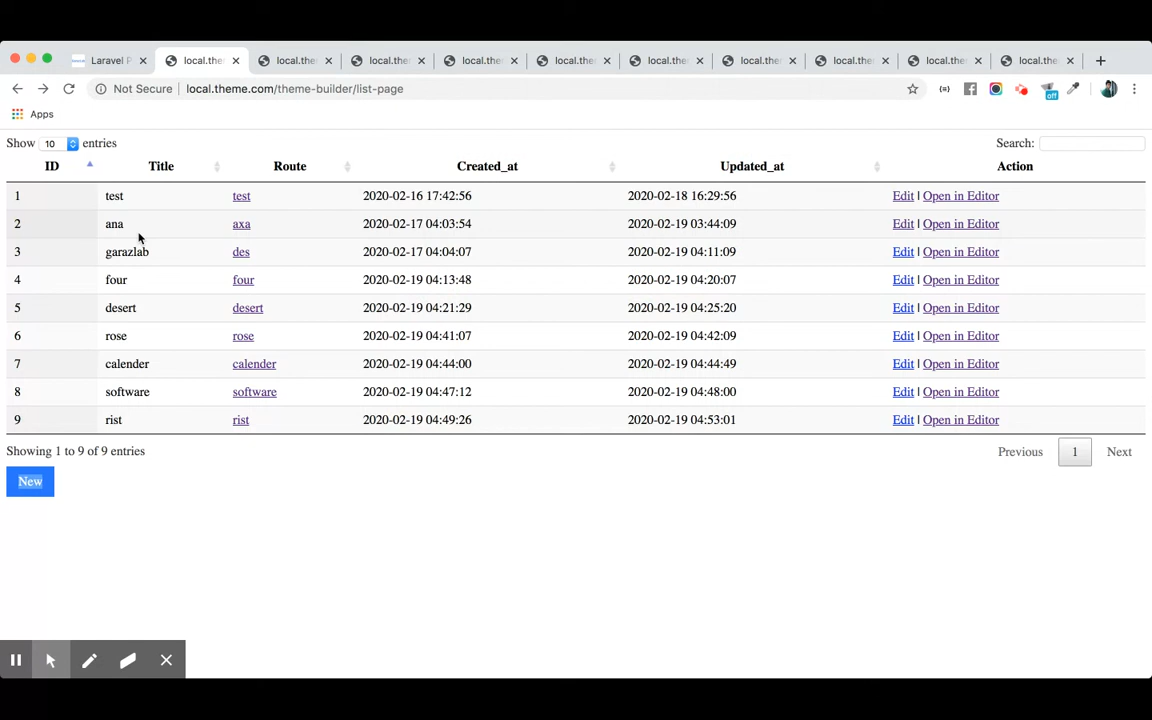 Laravel P local.them local.them local.them local.them local.them local.them local.them local.them local.them local.them
Not Secure | local.theme.com/theme-builder/list-page
Apps
Show 10 entries Search:
ID Title Route Created_at Updated_at Action
1 test test 2020-02-16 17:42:56 2020-02-18 16:29:56 Edit | Open in Editor
2 ana axa 2020-02-17 04:03:54 2020-02-19 03:44:09 Edit | Open in Editor
3 garazlab des 2020-02-17 04:04:07 2020-02-19 04:11:09 Edit | Open in Editor
4 four four 2020-02-19 04:13:48 2020-02-19 04:20:07 Edit | Open in Editor
5 desert desert 2020-02-19 04:21:29 2020-02-19 04:25:20 Edit | Open in Editor
6 rose rose 2020-02-19 04:41:07 2020-02-19 04:42:09 Edit | Open in Editor
7 calender calender 2020-02-19 04:44:00 2020-02-19 04:44:49 Edit | Open in Editor
8 software software 2020-02-19 04:47:12 2020-02-19 04:48:00 Edit | Open in Editor
9 rist rist 2020-02-19 04:49:26 2020-02-19 04:53:01 Edit | Open in Editor
Showing 1 to 9 of 9 entries Previous 1 Next
New